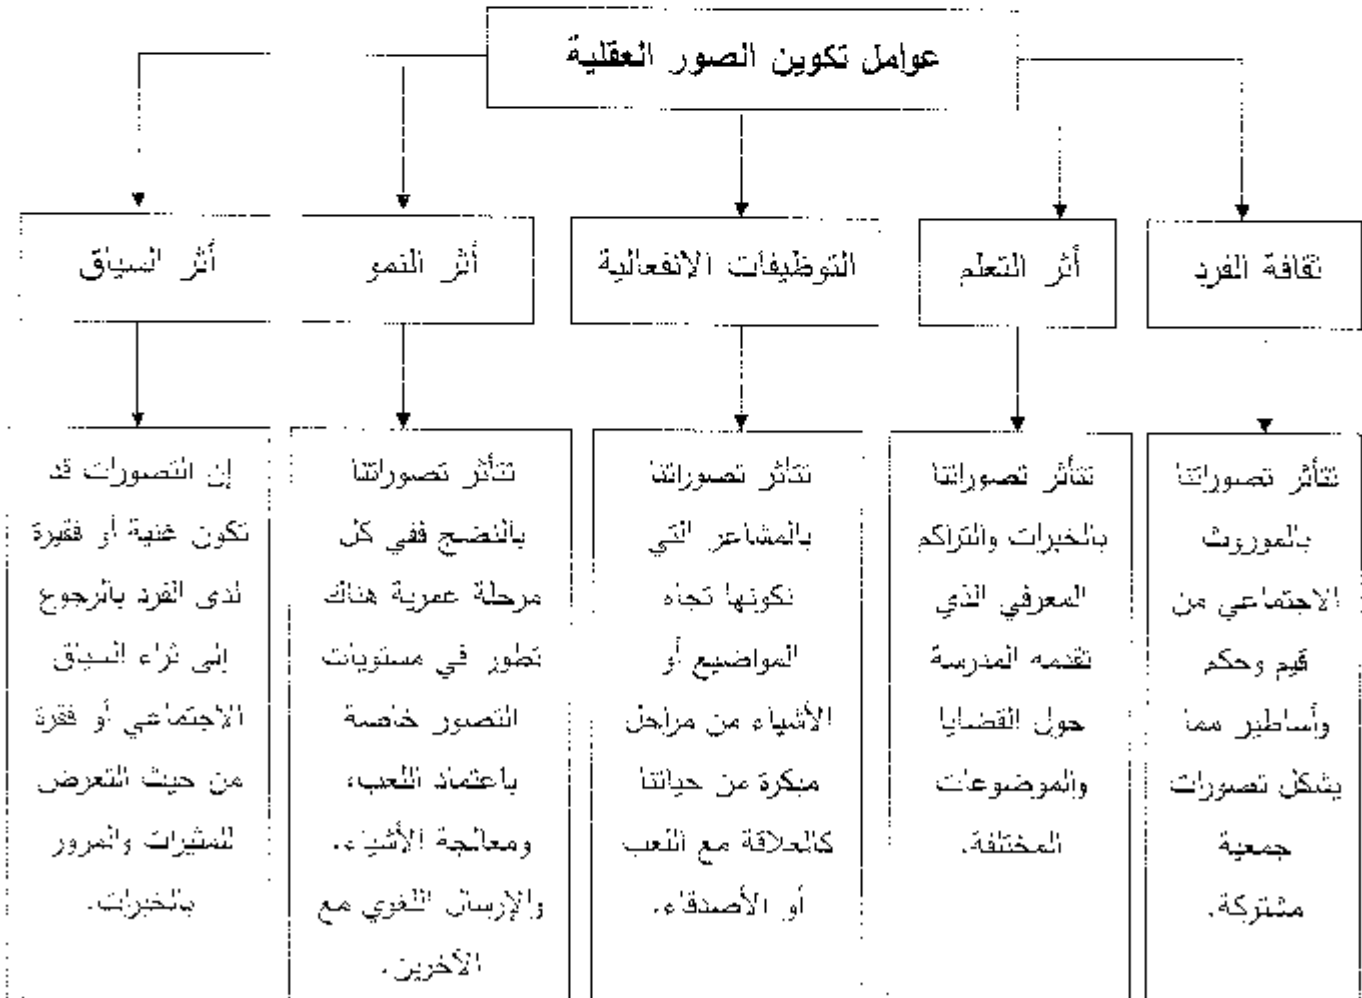 عوامل تكوين الصور العقلية
ثقافة الفرد
أثر التعلم
التوظيفات الانفعالية
أثر النمو
أثر السياق
تتأثر تصوراتنا
بالموروث
الاجتماعي من
قيم وحكم
وأساطير مما
يشكل تصورات
جمعية
مشتركة.
تتأثر تصوراتنا
بالخبرات والتراكم
المعرفي الذي
تقدمه المدرسة
حول القضايا
والموضوعات
المختلفة.
تتأثر تصوراتنا
بالمشاعر التي
نكونها تجاه
المواضيع أو
الأشياء من مراحل
مبكرة من حياتنا
كالعلاقة مع اللعب
أو الأصدقاء.
تتأثر تصوراتنا
بالنضج ففي كل
مرحلة عمرية هناك
تطور في مستويات
التصور خاصة
باعتماد اللعب،
ومعالجة الأشياء،
والإرسال اللغوي مع
الآخرين.
إن التصورات قد
تكون غنية أو فقيرة
لدى الفرد بالرجوع
إلى ثراء السياق
الاجتماعي أو فقرة
من حيث التعرض
للمثيرات والمرور
بالخبرات.